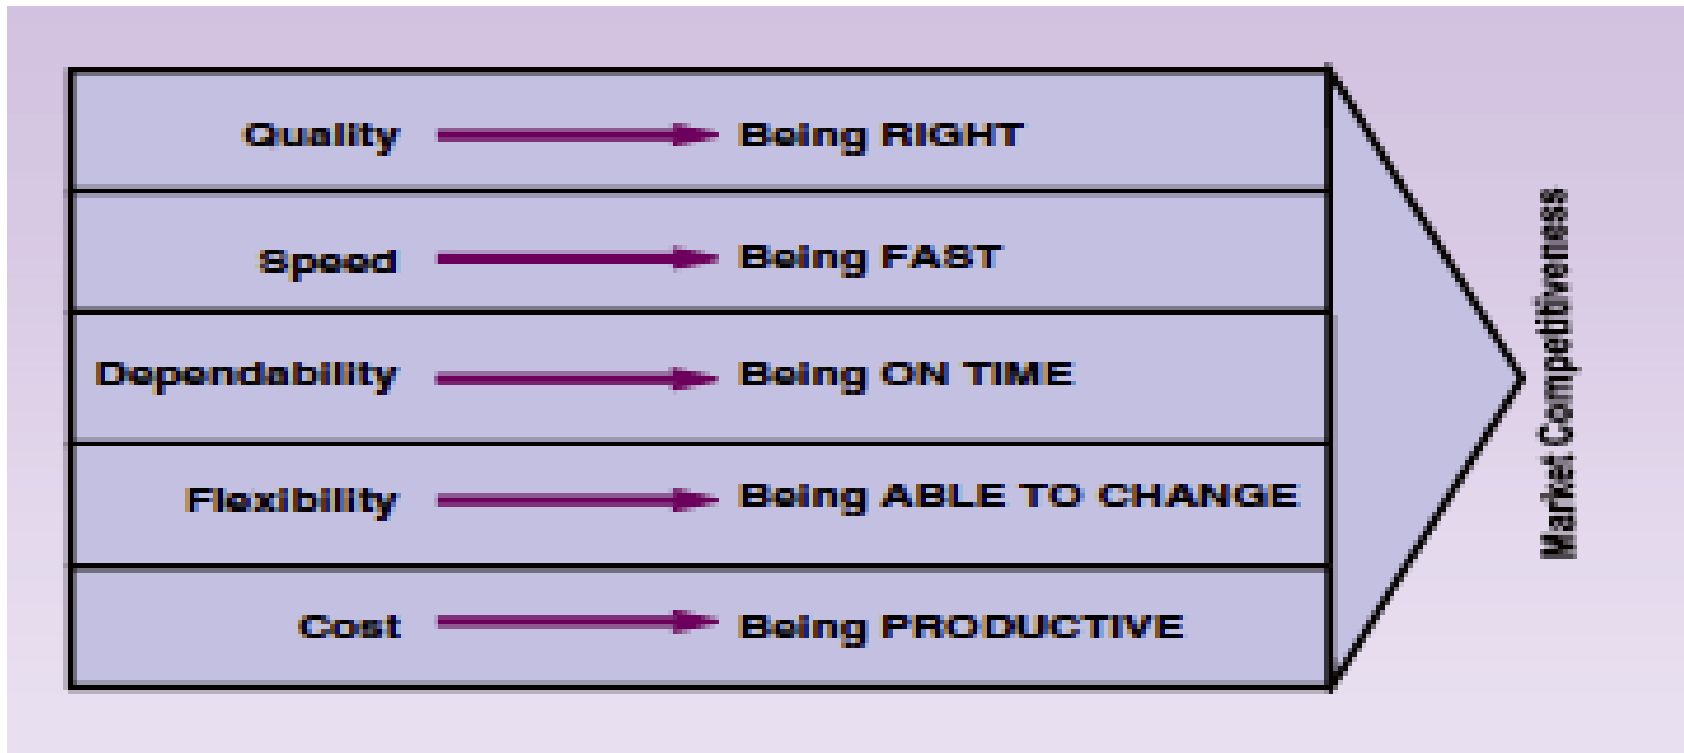 Quality Being RIGHT
Speed Being FAST
Dependability Being ON TIME
Flexibility Being ABLE TO CHANGE
Cost Being PRODUCTIVE
Market Competitiveness